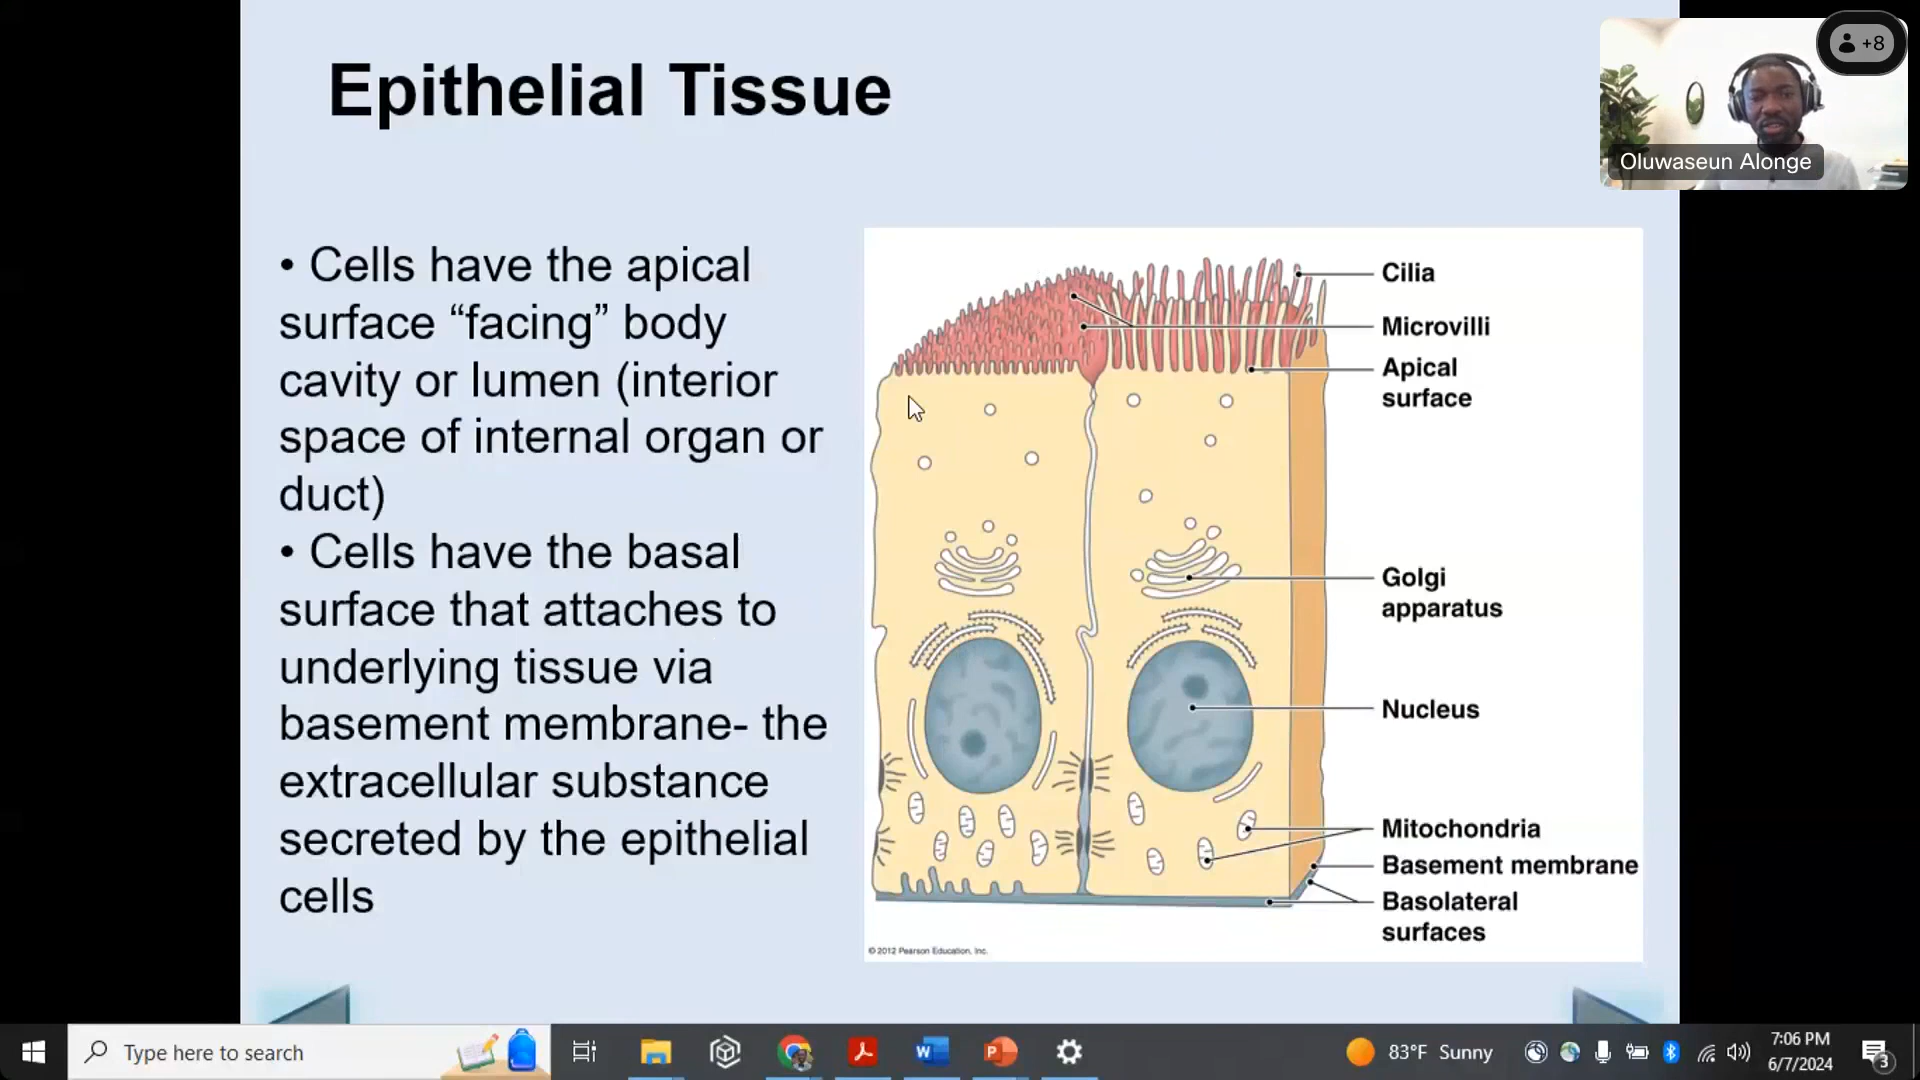 Epithelial Tissue
+8
Oluwaseun Alonge
• Cells have the apical
surface “facing” body
cavity or lumen (interior
space of internal organ or
duct)
• Cells have the basal
surface that attaches to
underlying tissue via
basement membrane- the
extracellular substance
secreted by the epithelial
cells
Cilia
Microvilli
Apical
surface
Golgi
apparatus
Nucleus
Mitochondria
Basement membrane
Basolateral
surfaces
© 2012 Pearson Education, Inc.
Type here to search
83°F Sunny
7:06 PM
6/7/2024
3